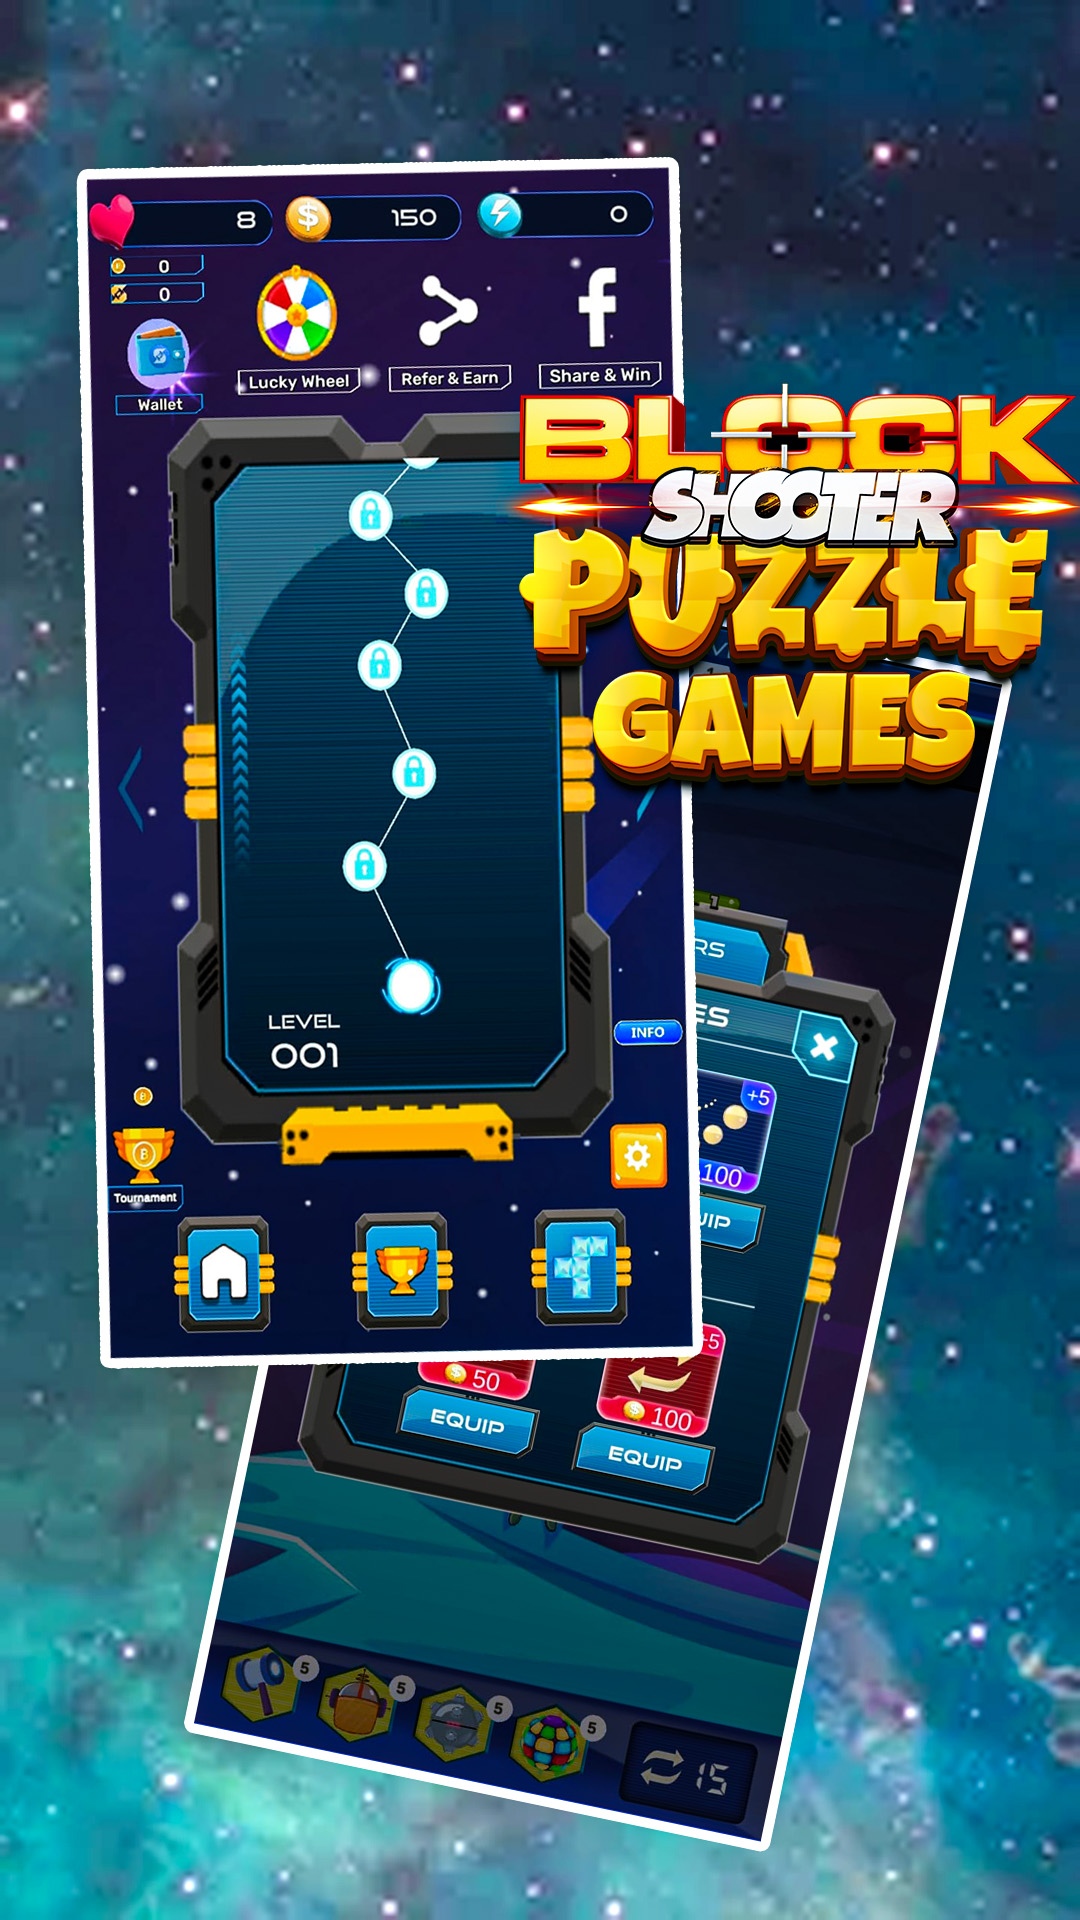 8
150
0
0
0
Wallet
Lucky Wheel
Refer & Earn
Share & Win
BLOCK
SHOOTER
PUZZLE
GAMES
LEVEL
001
INFO
Tournament
1
RS
ES
+5
100
UIP
+5
50
100
EQUIP
EQUIP
5
5
5
5
15